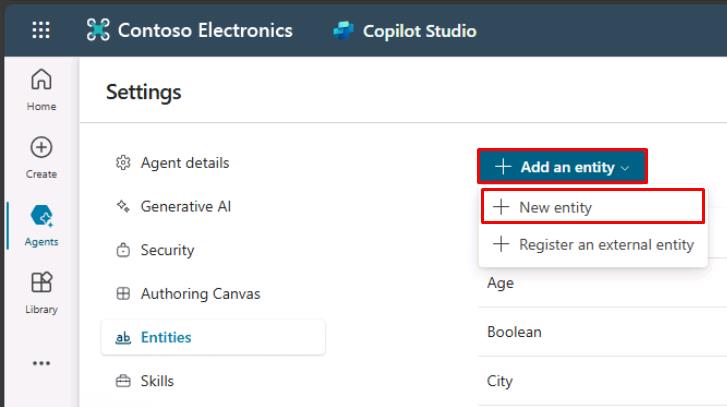 Contoso Electronics
Copilot Studio
Home
Create
Agents
Library
Settings
Agent details
Generative AI
Security
Authoring Canvas
ab Entities
Skills
Add an entity
New entity
Register an external entity
Age
Boolean
City